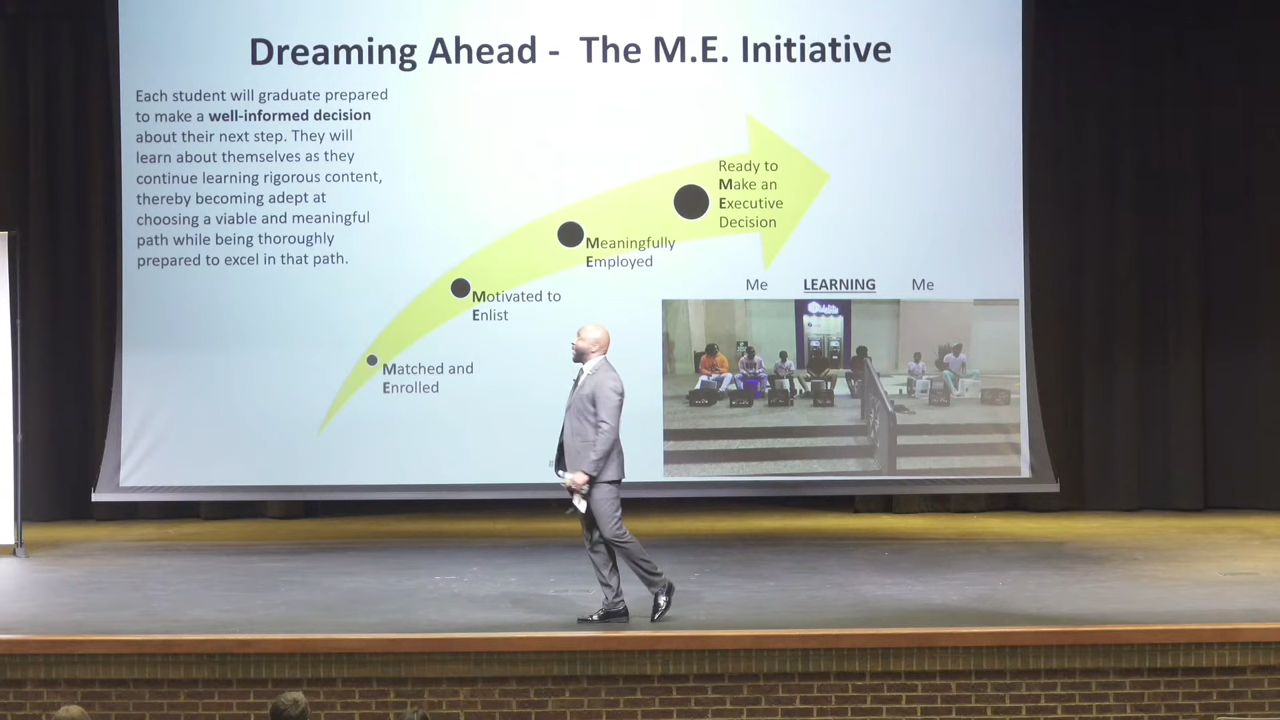 Dreaming Ahead - The M.E. Initiative
Each student will graduate prepared
to make a well-informed decision
about their next step. They will
learn about themselves as they
continue learning rigorous content,
thereby becoming adept at
choosing a viable and meaningful
path while being thoroughly
prepared to excel in that path.
Ready to
Make an
Executive
Decision
Meaningfully
Employed
Motivated to
Enlist
Matched and
Enrolled
Me LEARNING Me